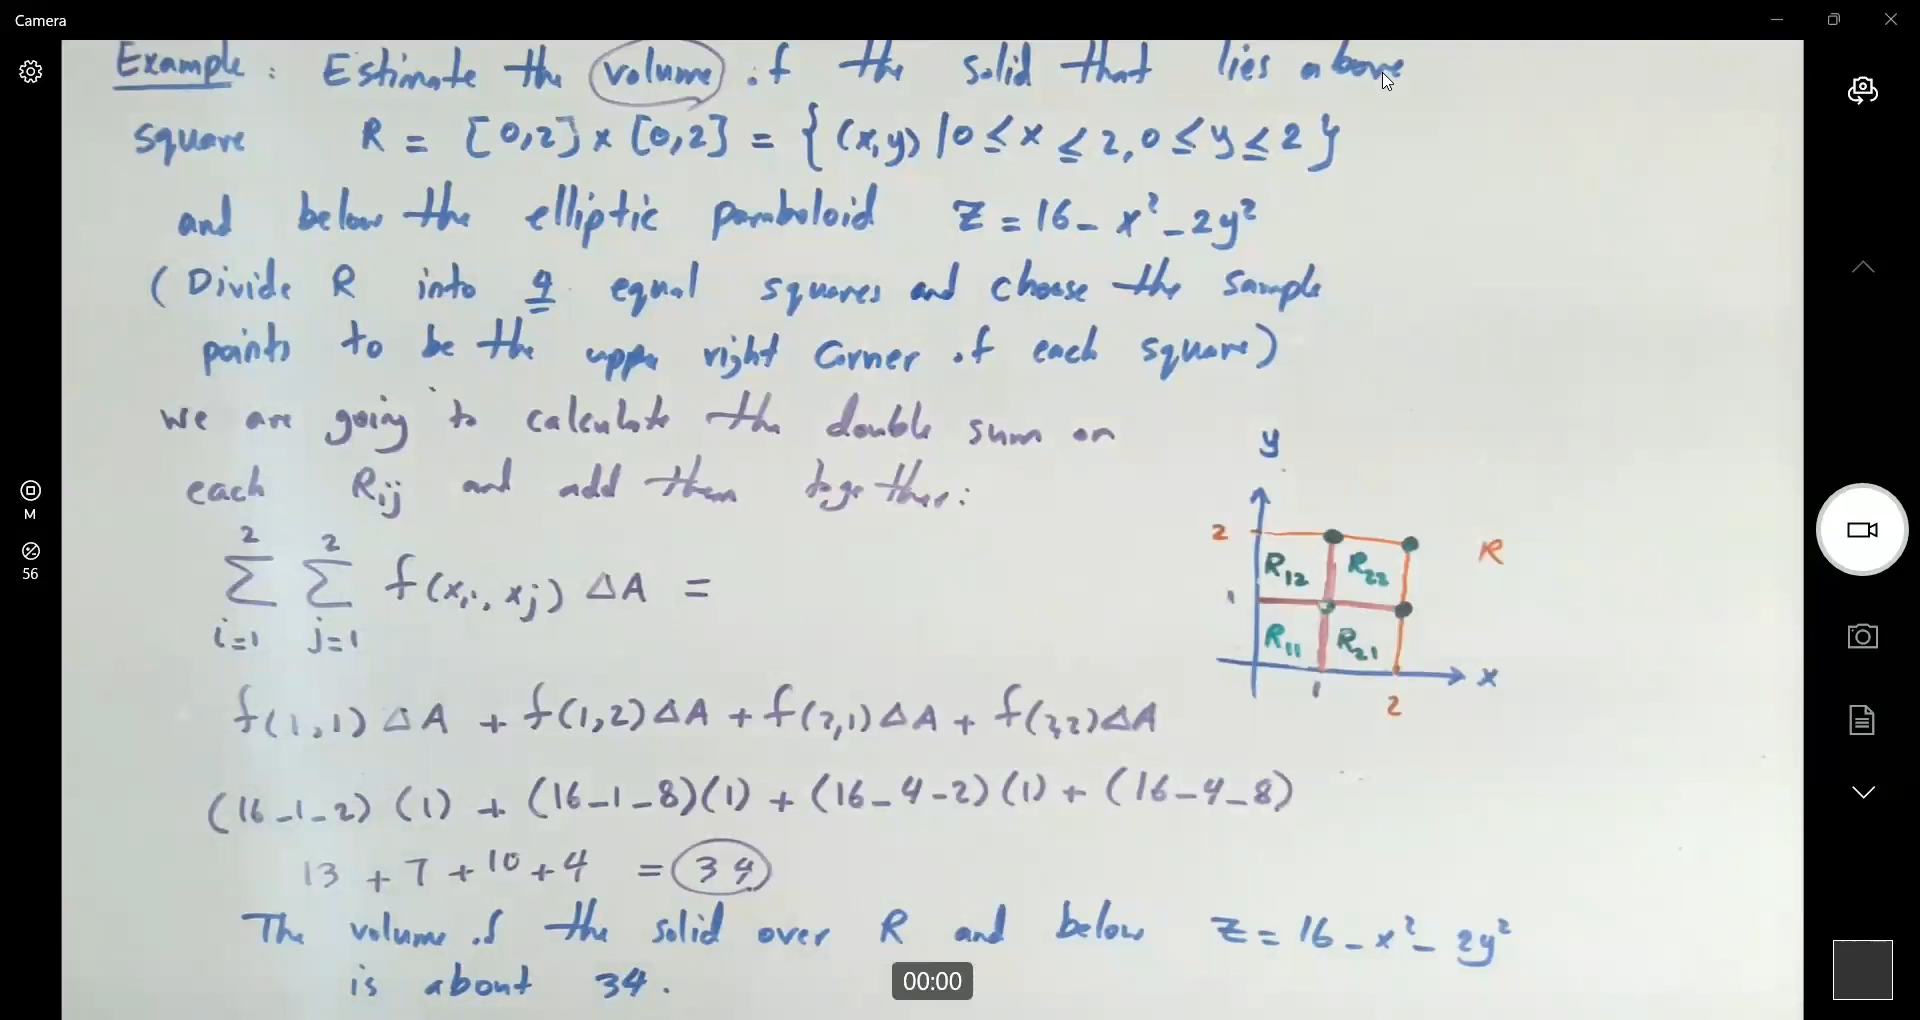 Camera
Example : Estimate the volume of the solid that lies above
square R = [0,2] x [0,2] = { (x,y) | 0 ≤ x ≤ 2, 0 ≤ y ≤ 2 }
and below the elliptic paraboloid z = 16 - x² - 2y²
( Divide R into 4 equal squares and choose the sample
points to be the upper right corner of each square )
we are going to calculate the double sum on
each Rij and add them together :
2 2
Σ Σ f(xi, xj) ΔA =
i=1 j=1
f(1,1) ΔA + f(1,2) ΔA + f(2,1) ΔA + f(2,2) ΔA
(16-1-2) (1) + (16-1-8)(1) + (16-4-2)(1) + (16-4-8)
13 + 7 + 10 + 4 = 34
The volume of the solid over R and below z = 16 - x² - 2y²
is about 34.
y
2 R
R12 R22
1
R11 R21
x
1 2
M
56
00:00